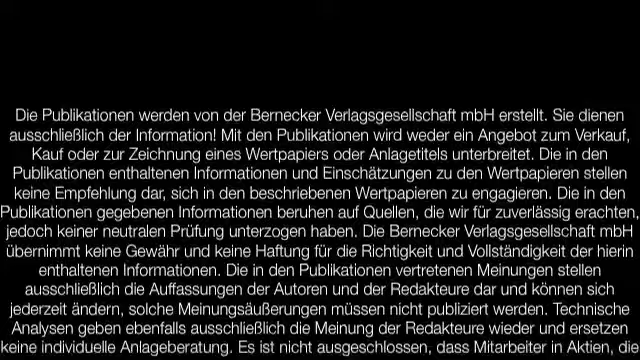 Die Publikationen werden von der Bernecker Verlagsgesellschaft mbH erstellt. Sie dienen
ausschließlich der Information! Mit den Publikationen wird weder ein Angebot zum Verkauf,
Kauf oder zur Zeichnung eines Wertpapiers oder Anlagetitels unterbreitet. Die in den
Publikationen enthaltenen Informationen und Einschätzungen zu den Wertpapieren stellen
keine Empfehlung dar, sich in den beschriebenen Wertpapieren zu engagieren. Die in den
Publikationen gegebenen Informationen beruhen auf Quellen, die wir für zuverlässig erachten,
jedoch keiner neutralen Prüfung unterzogen haben. Die Bernecker Verlagsgesellschaft mbH
übernimmt keine Gewähr und keine Haftung für die Richtigkeit und Vollständigkeit der hierin
enthaltenen Informationen. Die in den Publikationen vertretenen Meinungen stellen
ausschließlich die Auffassungen der Autoren und der Redakteure dar und können sich
jederzeit ändern, solche Meinungsäußerungen müssen nicht publiziert werden. Technische
Analysen geben ebenfalls ausschließlich die Meinung der Redakteure wieder und ersetzen
keine individuelle Anlageberatung. Es ist nicht ausgeschlossen, dass Mitarbeiter in Aktien, die